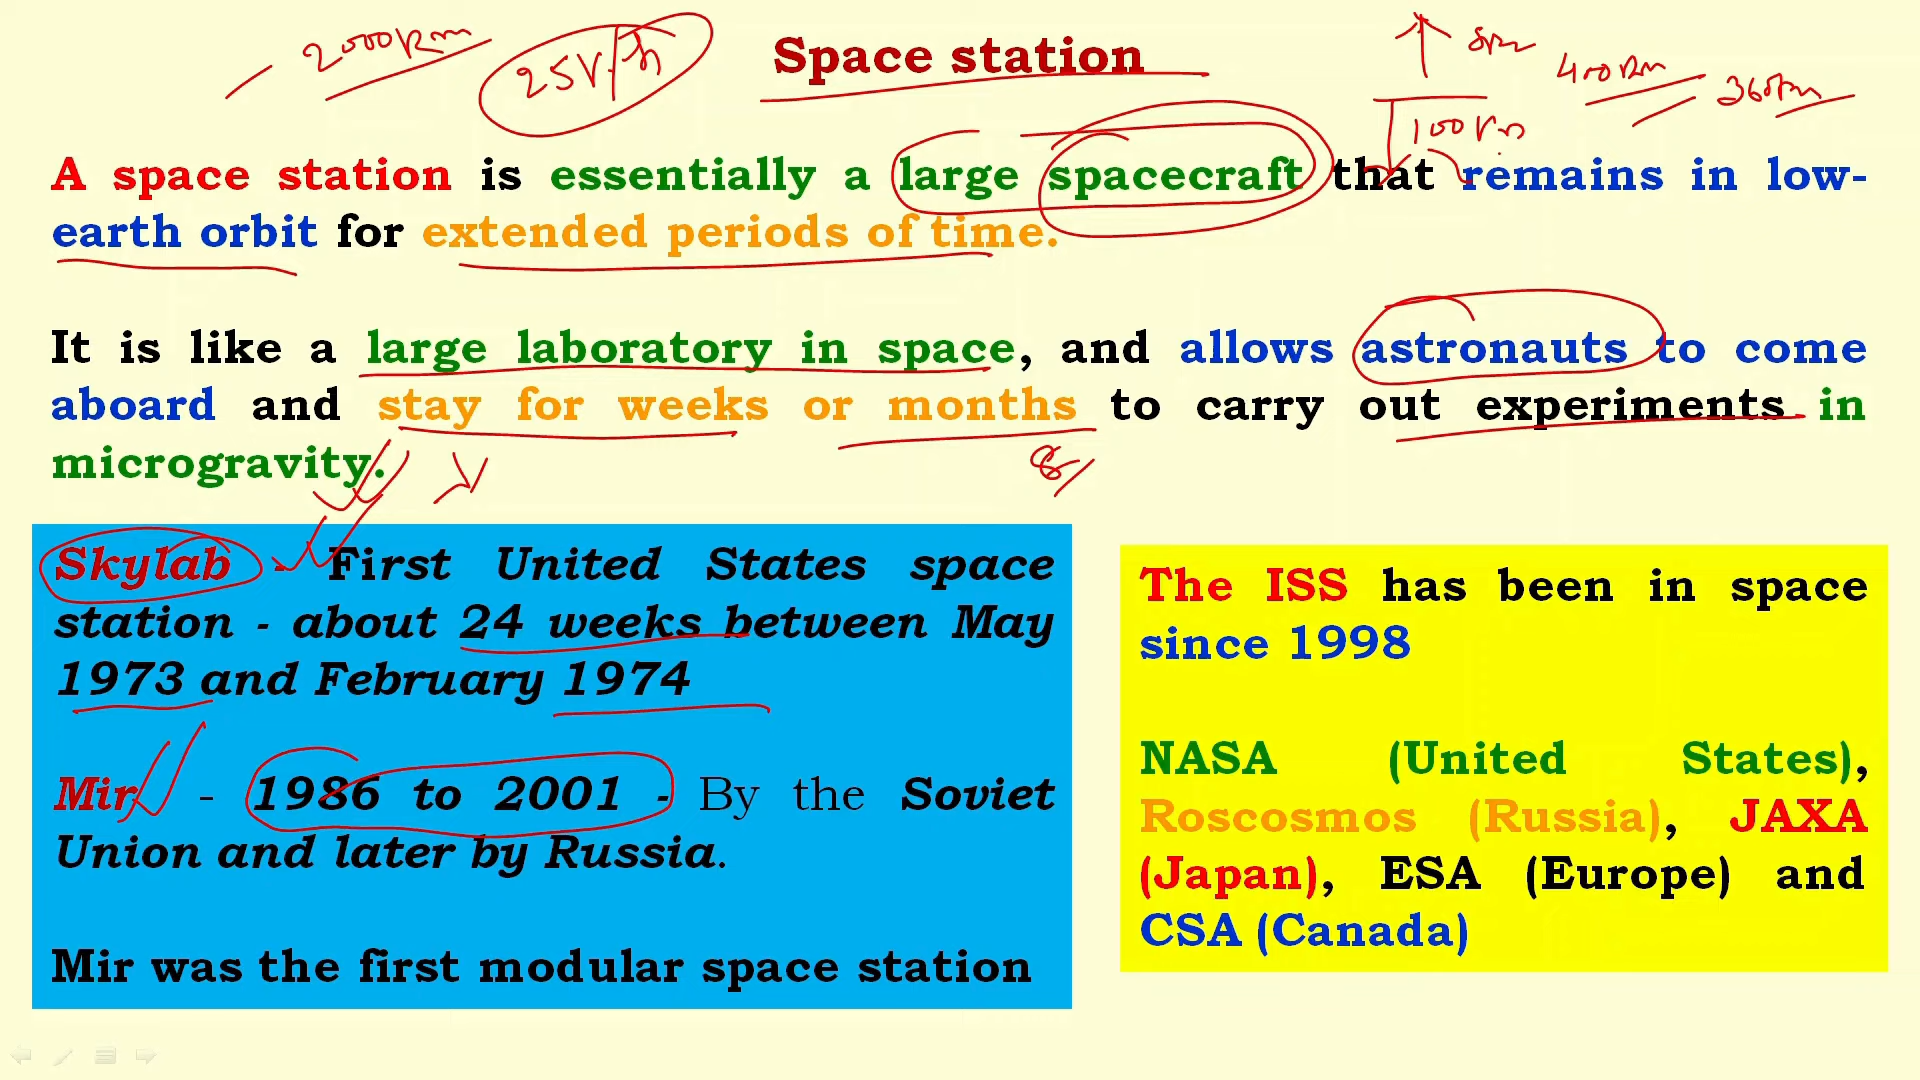 2000km
Space station
400km
360km
100km
A space station is essentially a large spacecraft that remains in low-
earth orbit for extended periods of time.
It is like a large laboratory in space, and allows astronauts to come
aboard and stay for weeks or months to carry out experiments in
microgravity.
Skylab - First United States space
station - about 24 weeks between May
1973 and February 1974
Mir - 1986 to 2001 - By the Soviet
Union and later by Russia.
Mir was the first modular space station
The ISS has been in space
since 1998
NASA (United States),
Roscosmos (Russia), JAXA
(Japan), ESA (Europe) and
CSA (Canada)